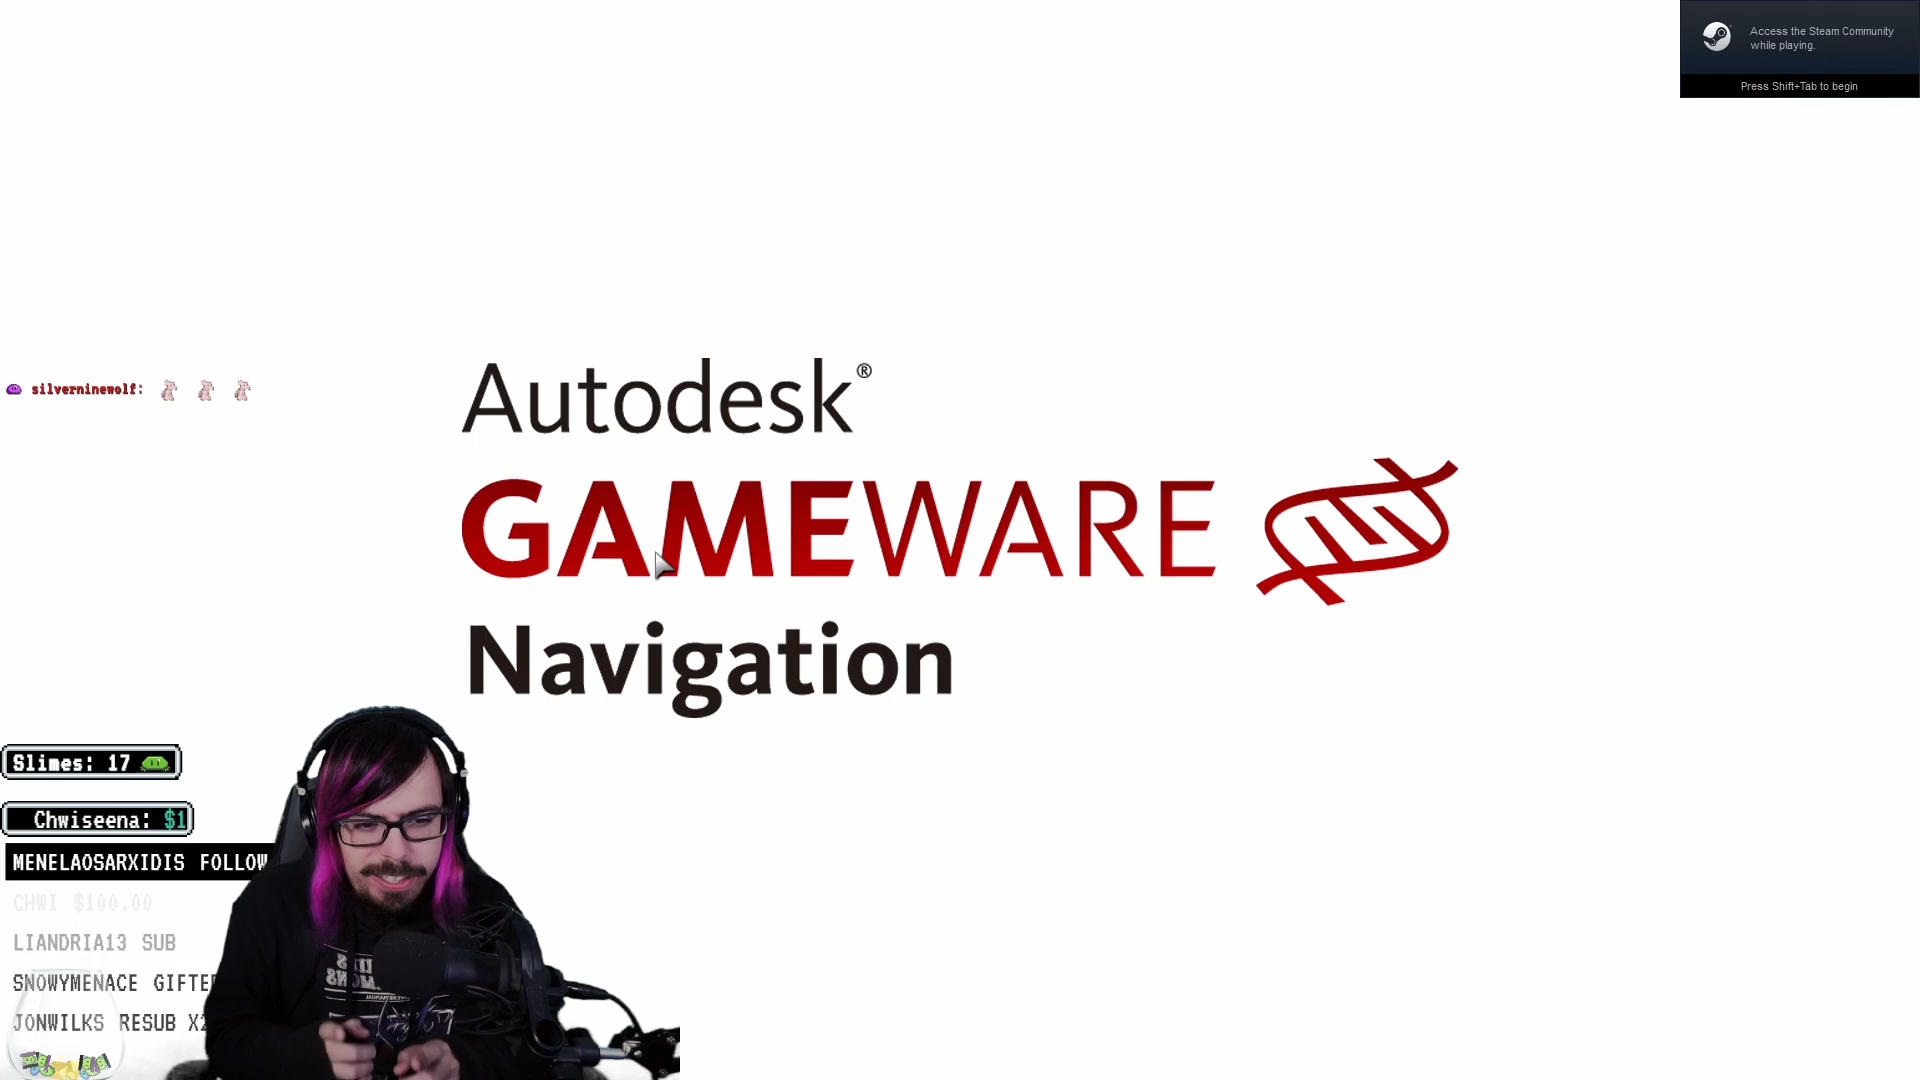 Access the Steam Community
while playing.
Press Shift+Tab to begin
silverninewolf:
Autodesk®
GAMEWARE
Navigation
Slimes: 17
Chwiseena: $1
MENELAOSARXIDIS FOLLOW
CHWI $100.00
LIANDRIA13 SUB
SNOWYMENACE GIFTE
JONWILKS RESUB X2